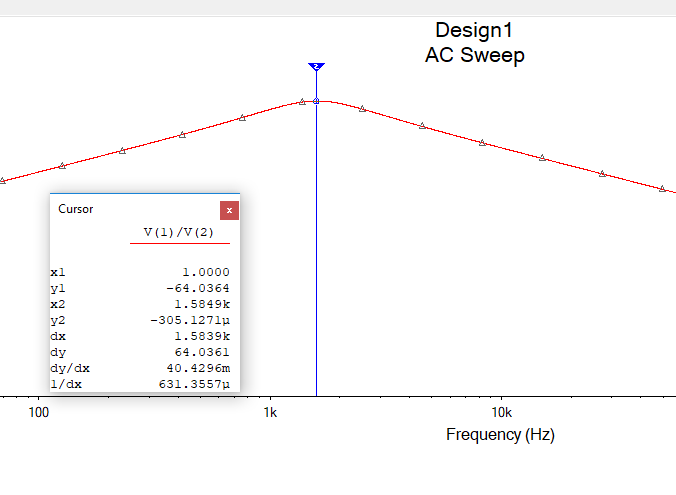 Design1
AC Sweep
2
Cursor
x
V(1)/V(2)
x1 1.0000
y1 -64.0364
x2 1.5849k
y2 -305.1271µ
dx 1.5839k
dy 64.0361
dy/dx 40.4296m
1/dx 631.3557µ
100 1k 10k
Frequency (Hz)